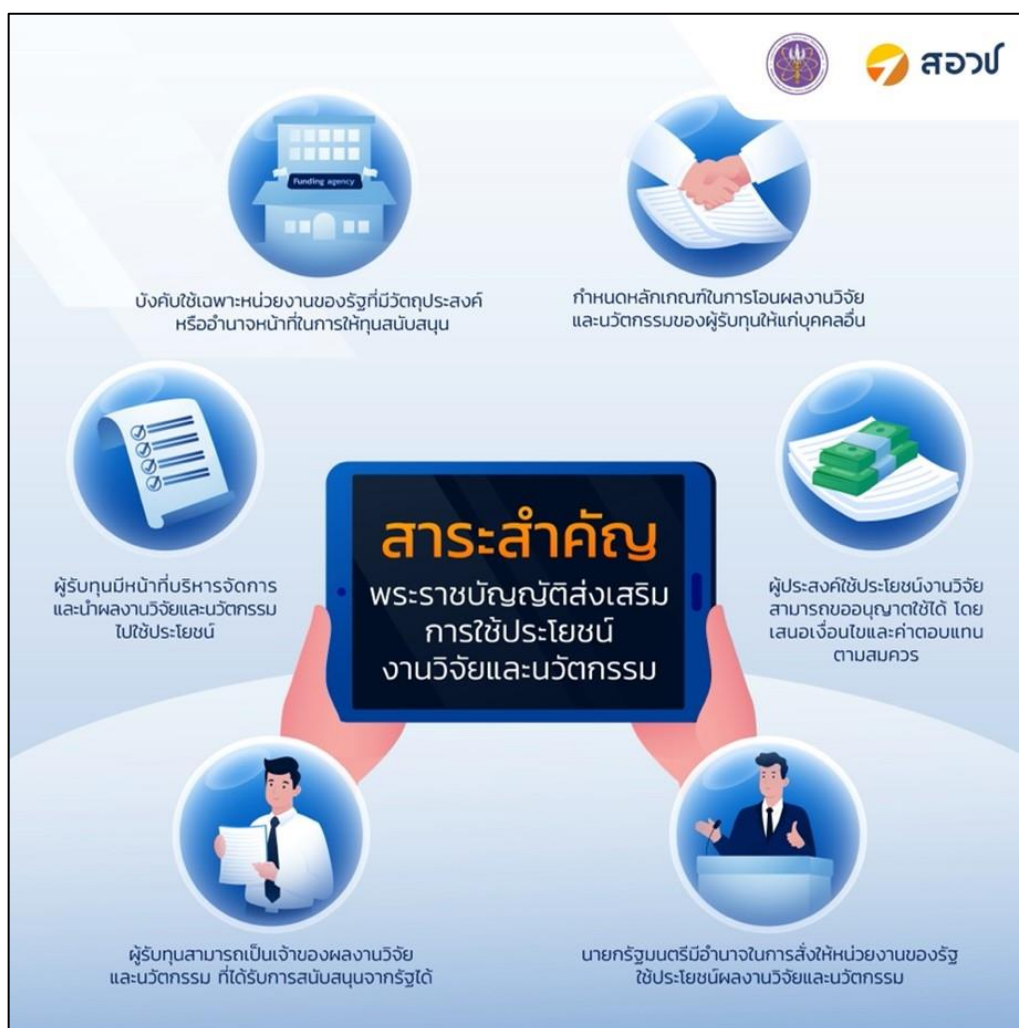 สอวช
Funding agency
บังคับใช้เฉพาะหน่วยงานของรัฐที่มีวัตถุประสงค์
หรืออำนาจหน้าที่ในการให้ทุนสนับสนุน
กำหนดหลักเกณฑ์ในการโอนผลงานวิจัย
และนวัตกรรมของผู้รับทุนให้แก่บุคคลอื่น
ผู้รับทุนมีหน้าที่บริหารจัดการ
และนำผลงานวิจัยและนวัตกรรม
ไปใช้ประโยชน์
สาระสำคัญ
พระราชบัญญัติส่งเสริม
การใช้ประโยชน์
งานวิจัยและนวัตกรรม
ผู้ประสงค์ใช้ประโยชน์งานวิจัย
สามารถขออนุญาตใช้ได้ โดย
เสนอเงื่อนไขและค่าตอบแทน
ตามสมควร
ผู้รับทุนสามารถเป็นเจ้าของผลงานวิจัย
และนวัตกรรม ที่ได้รับการสนับสนุนจากรัฐได้
นายกรัฐมนตรีมีอำนาจในการสั่งให้หน่วยงานของรัฐ
ใช้ประโยชน์ผลงานวิจัยและนวัตกรรม